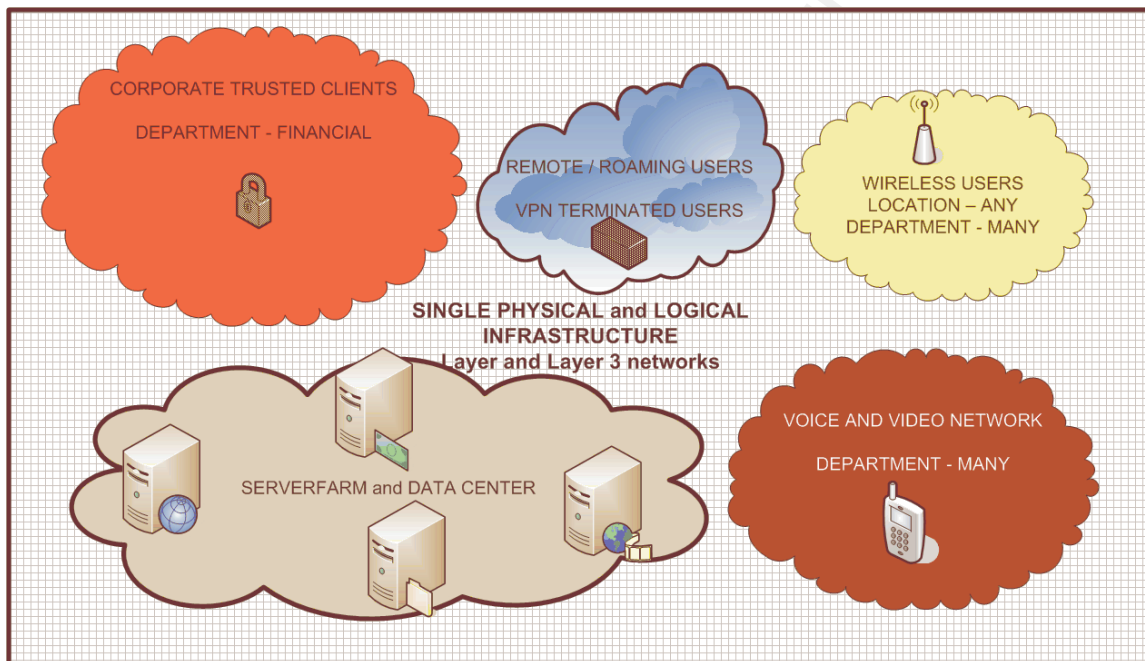 CORPORATE TRUSTED CLIENTS
DEPARTMENT - FINANCIAL
REMOTE / ROAMING USERS
VPN TERMINATED USERS
WIRELESS USERS
LOCATION – ANY
DEPARTMENT - MANY
SINGLE PHYSICAL and LOGICAL
INFRASTRUCTURE
Layer and Layer 3 networks
SERVERFARM and DATA CENTER
VOICE AND VIDEO NETWORK
DEPARTMENT - MANY